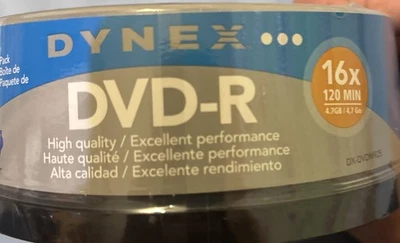 DYNEX
Pack
Boîte de
Paquete de
DVD-R
16x
120 MIN
4.7GB / 4.7 Go
High quality / Excellent performance
Haute qualité / Excellente performance
Alta calidad / Excelente rendimiento